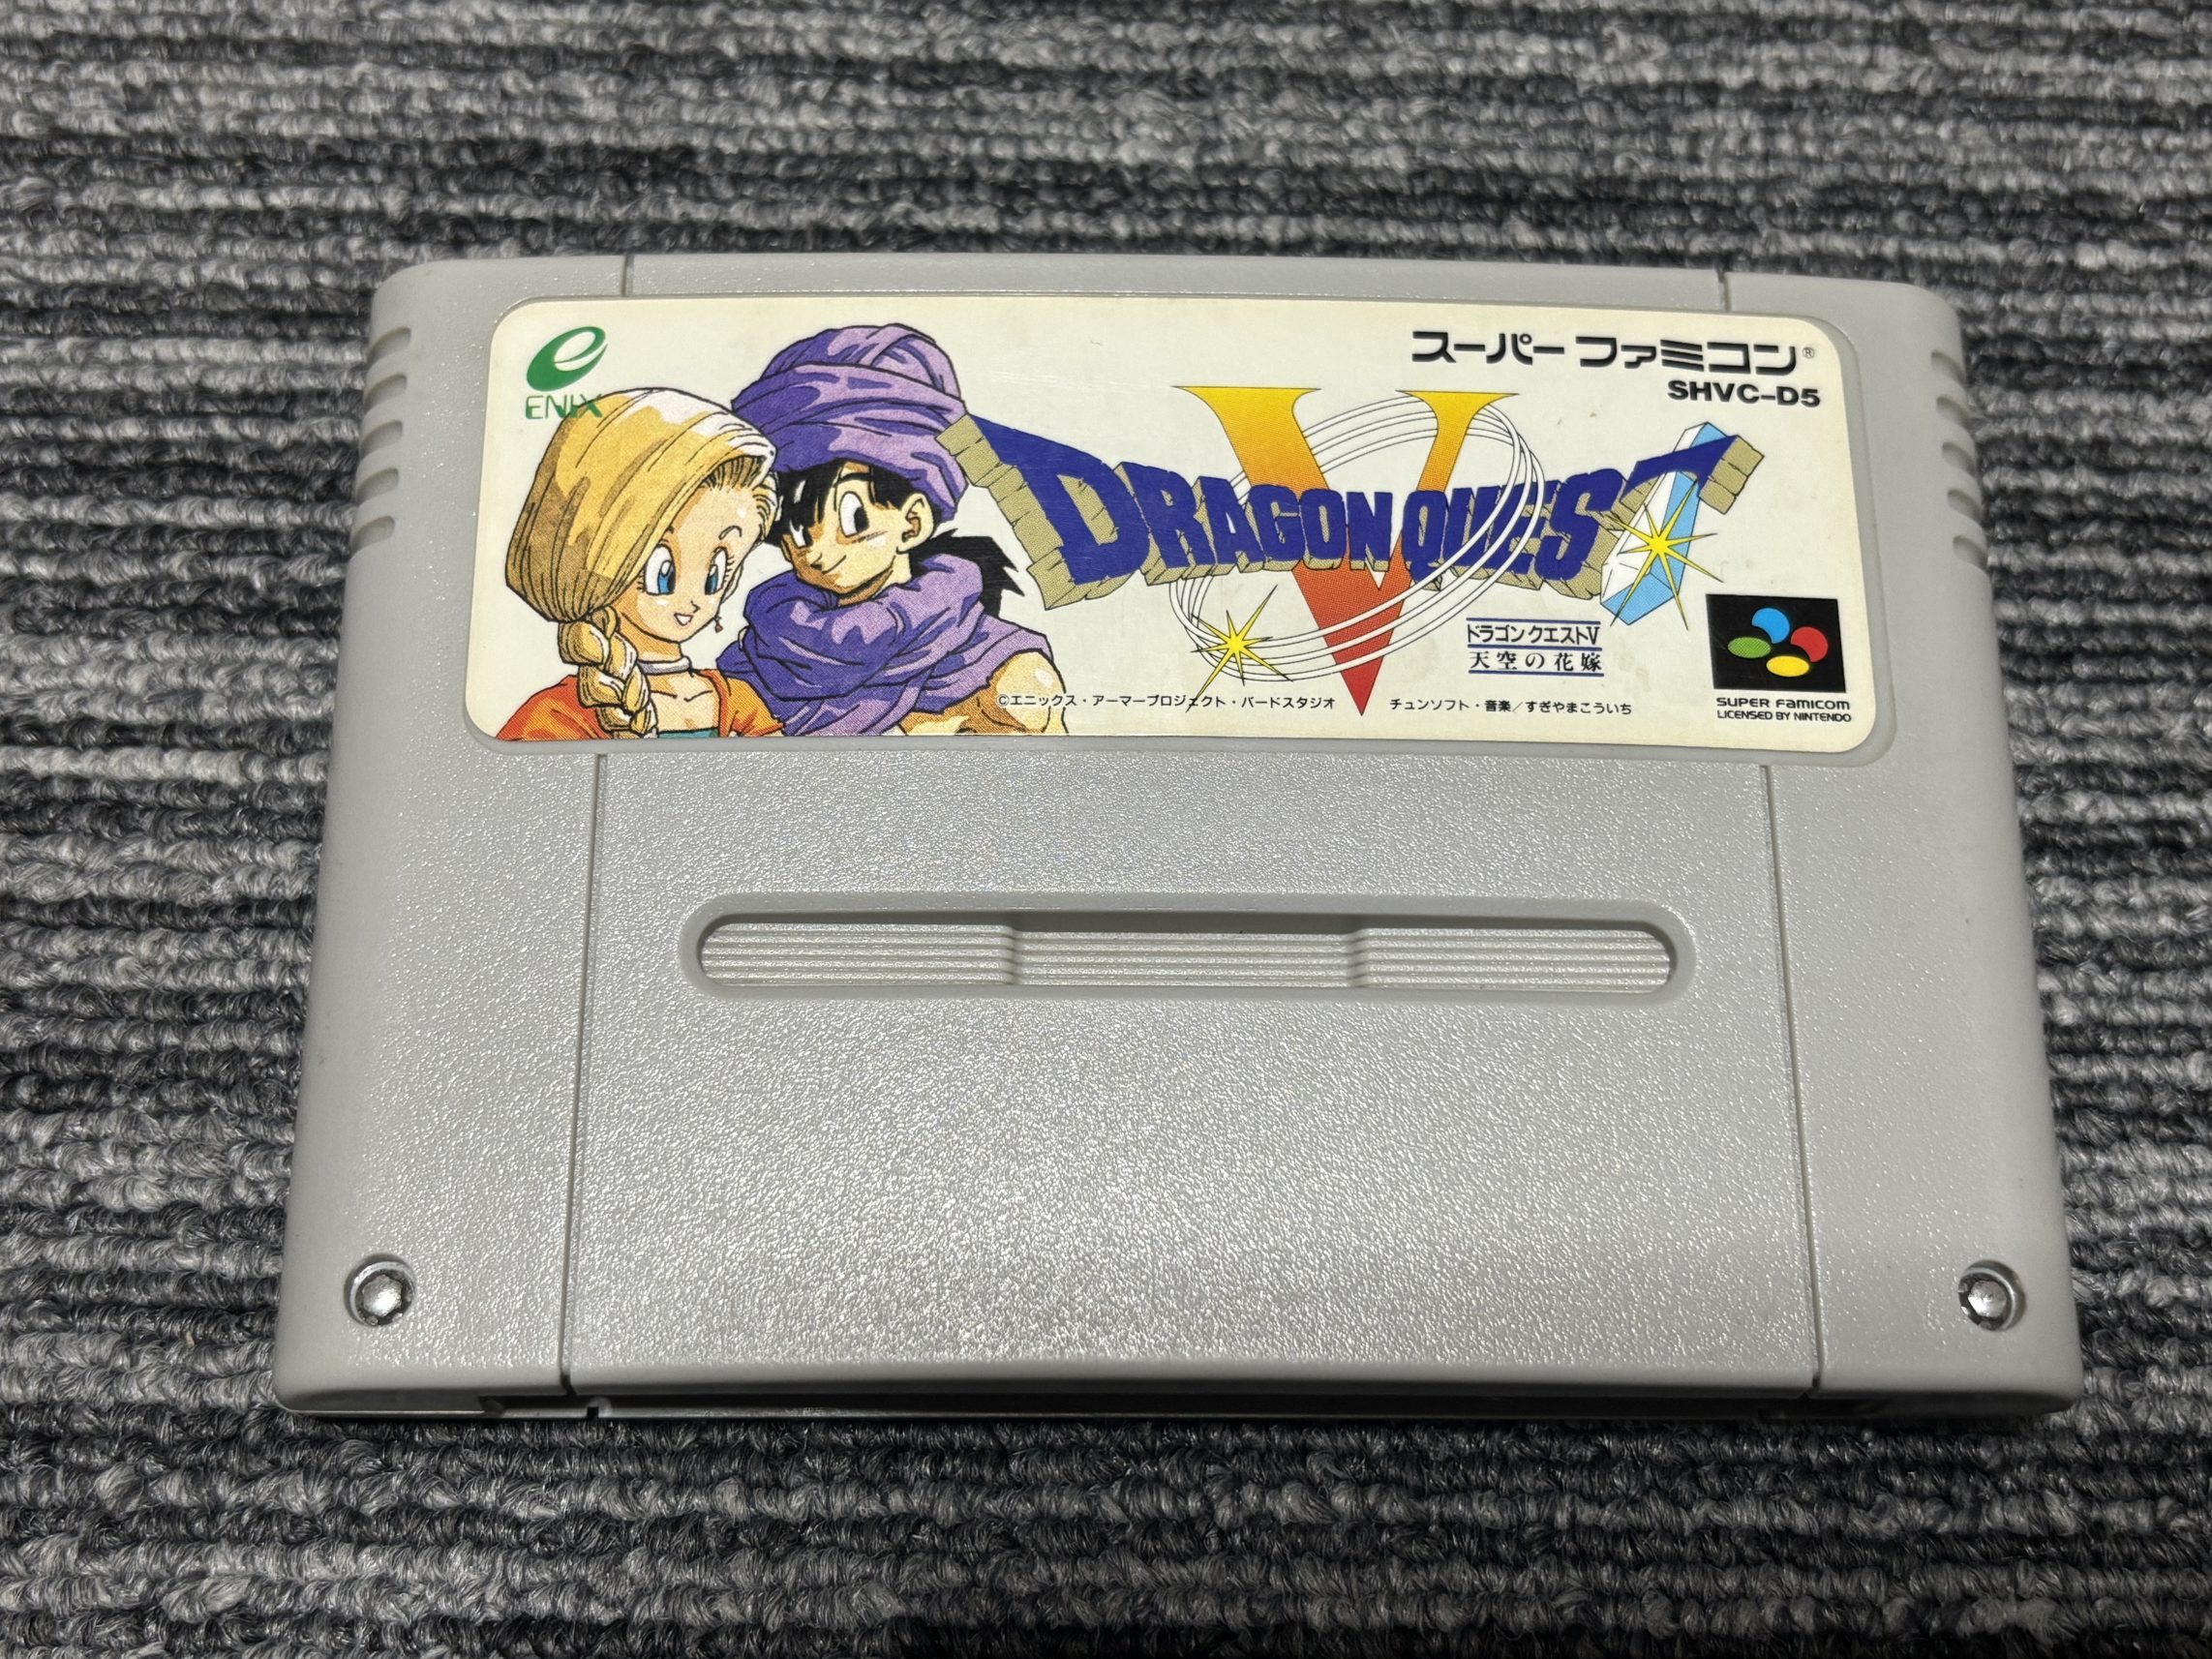 ENIX
スーパーファミコン®
SHVC-D5
DRAGON QUEST
V
ドラゴンクエストV
天空の花嫁
©エニックス・アーマープロジェクト・バードスタジオ チュンソフト・音楽/すぎやまこういち
SUPER FAMICOM
LICENSED BY NINTENDO